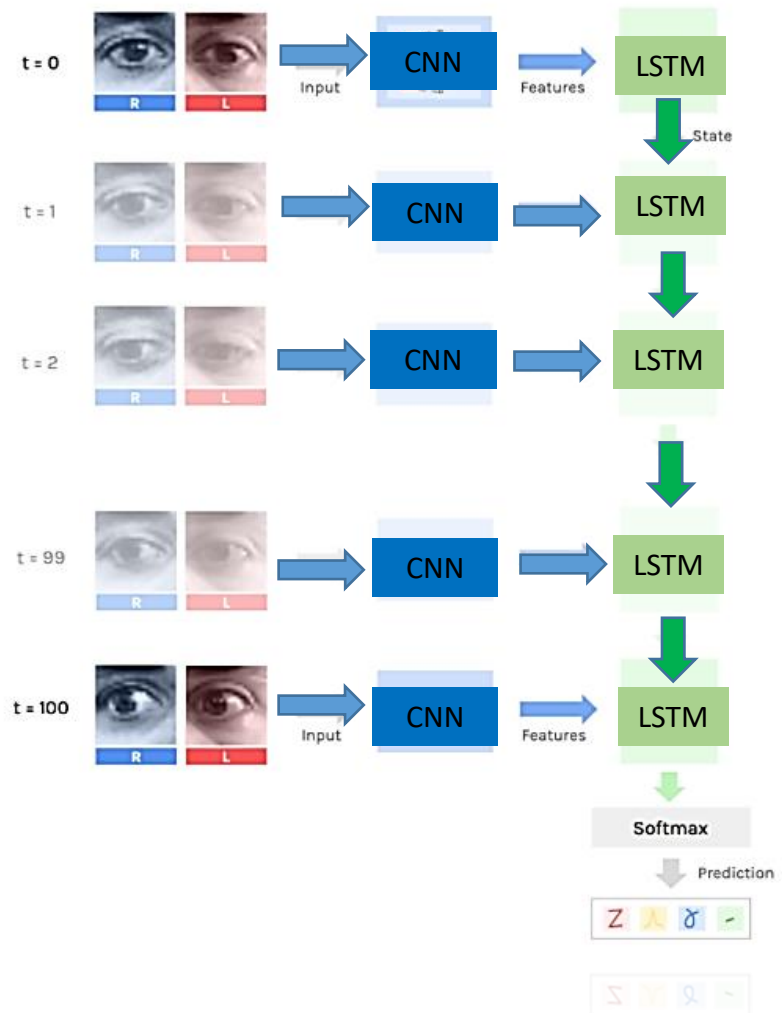 t = 0
R L
Input
CNN
Features
LSTM
State
t = 1
R L
CNN
LSTM
t = 2
R L
CNN
LSTM
t = 99
R L
CNN
LSTM
t = 100
R L
Input
CNN
Features
LSTM
Softmax
Prediction
Z